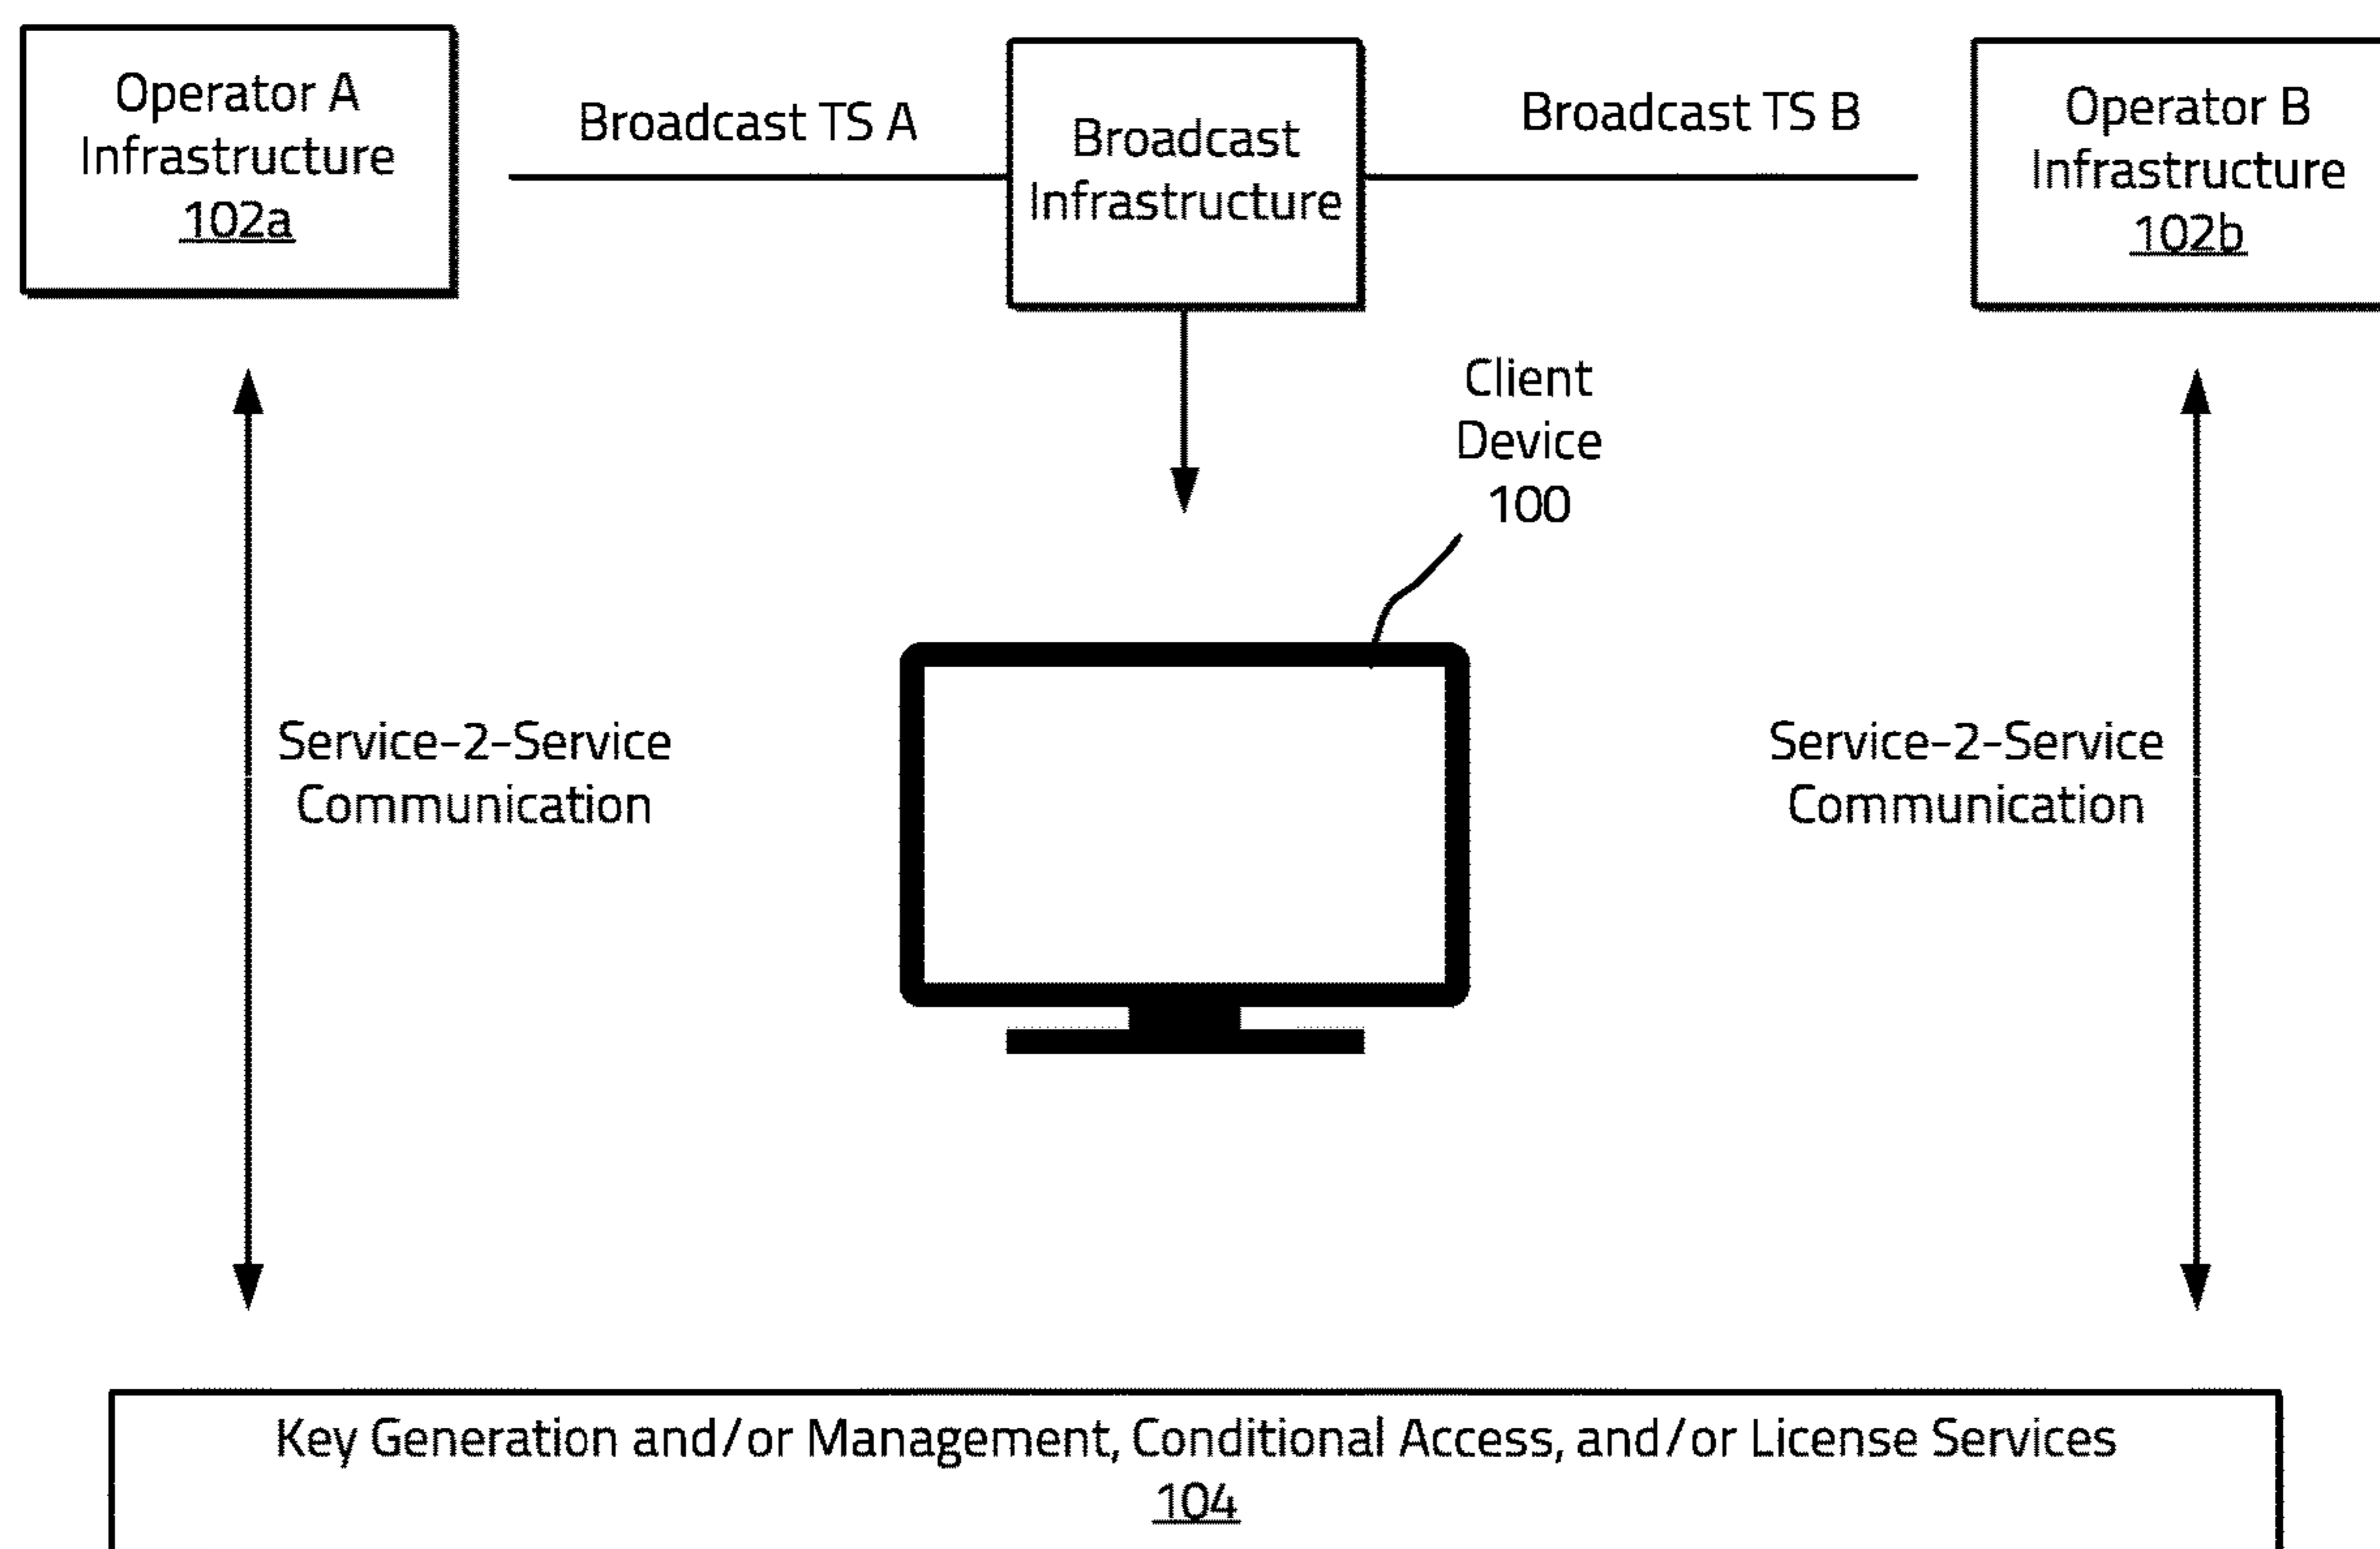 Operator A
Infrastructure
102a
Broadcast TS A
Broadcast
Infrastructure
Broadcast TS B
Operator B
Infrastructure
102b
Client
Device
100
Service-2-Service
Communication
Service-2-Service
Communication
Key Generation and/or Management, Conditional Access, and/or License Services
104